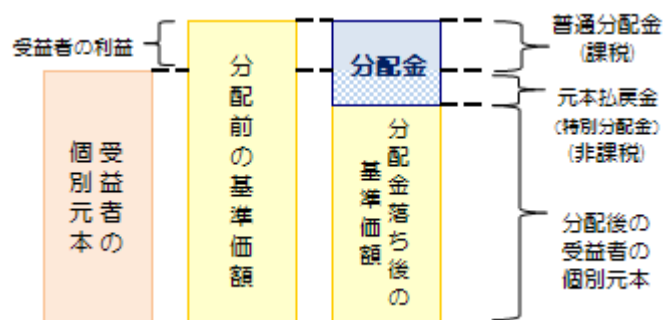 受益者の利益
受益者の
個別元本
分配前の基準価額
分配金
分配金落ち後の
基準価額
普通分配金
(課税)
元本払戻金
(特別分配金)
(非課税)
分配後の
受益者の
個別元本